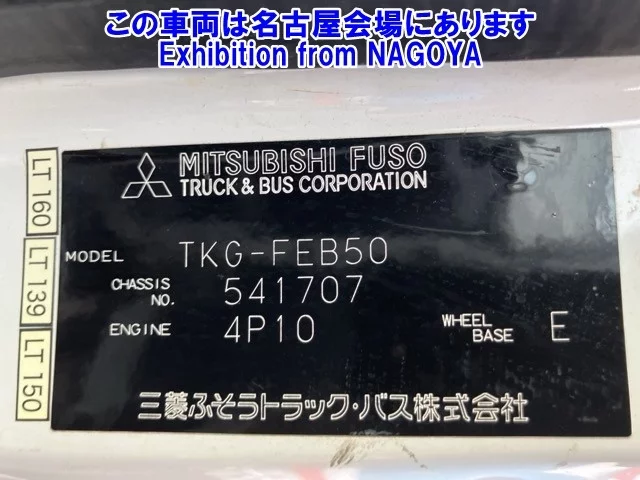 この車両は名古屋会場にあります
Exhibition from NAGOYA
LT 160
LT 139
LT 150
MITSUBISHI FUSO
TRUCK & BUS CORPORATION
MODEL TKG-FEB50
CHASSIS NO. 541707
ENGINE 4P10 WHEEL BASE E
三菱ふそうトラック・バス株式会社